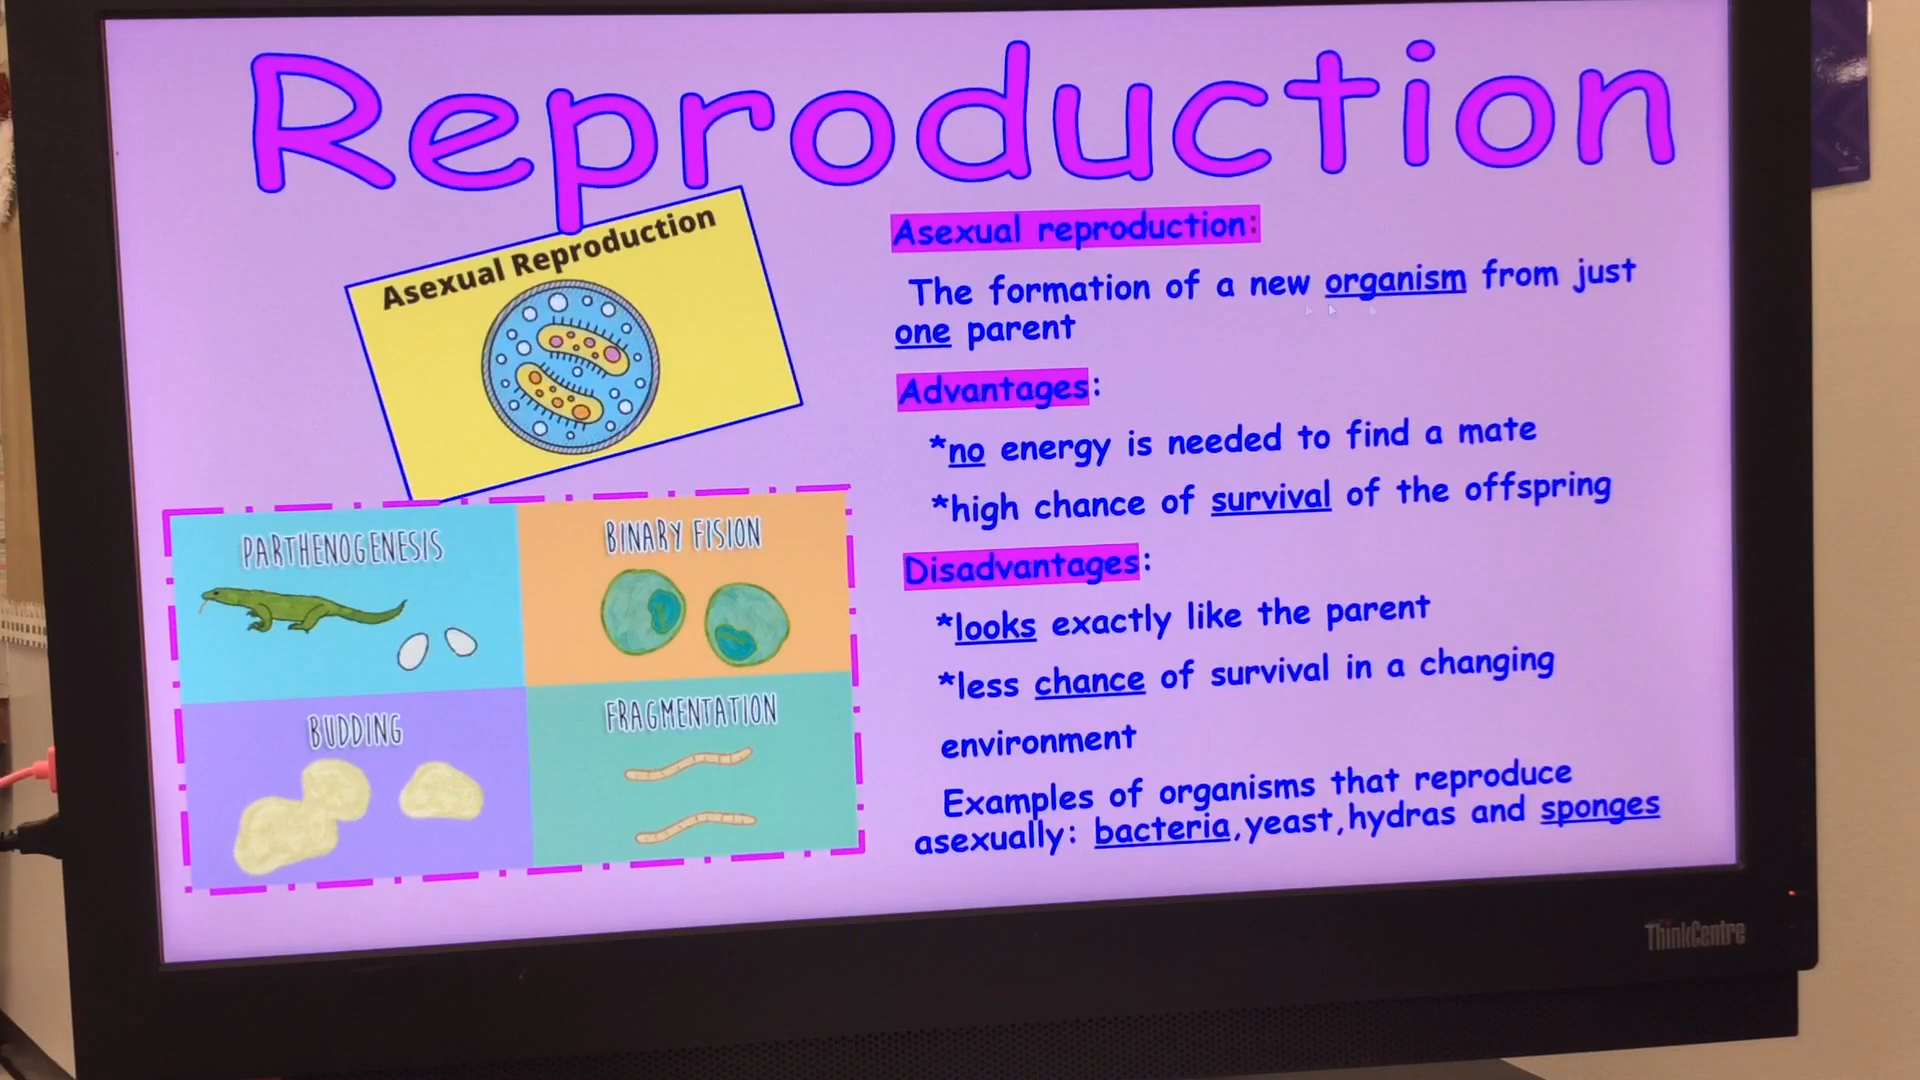 Reproduction
Asexual Reproduction
PARTHENOGENESIS
BINARY FISION
BUDDING
FRAGMENTATION
Asexual reproduction:
The formation of a new organism from just
one parent
Advantages:
*no energy is needed to find a mate
*high chance of survival of the offspring
Disadvantages:
*looks exactly like the parent
*less chance of survival in a changing
environment
Examples of organisms that reproduce
asexually: bacteria,yeast,hydras and sponges
ThinkCentre